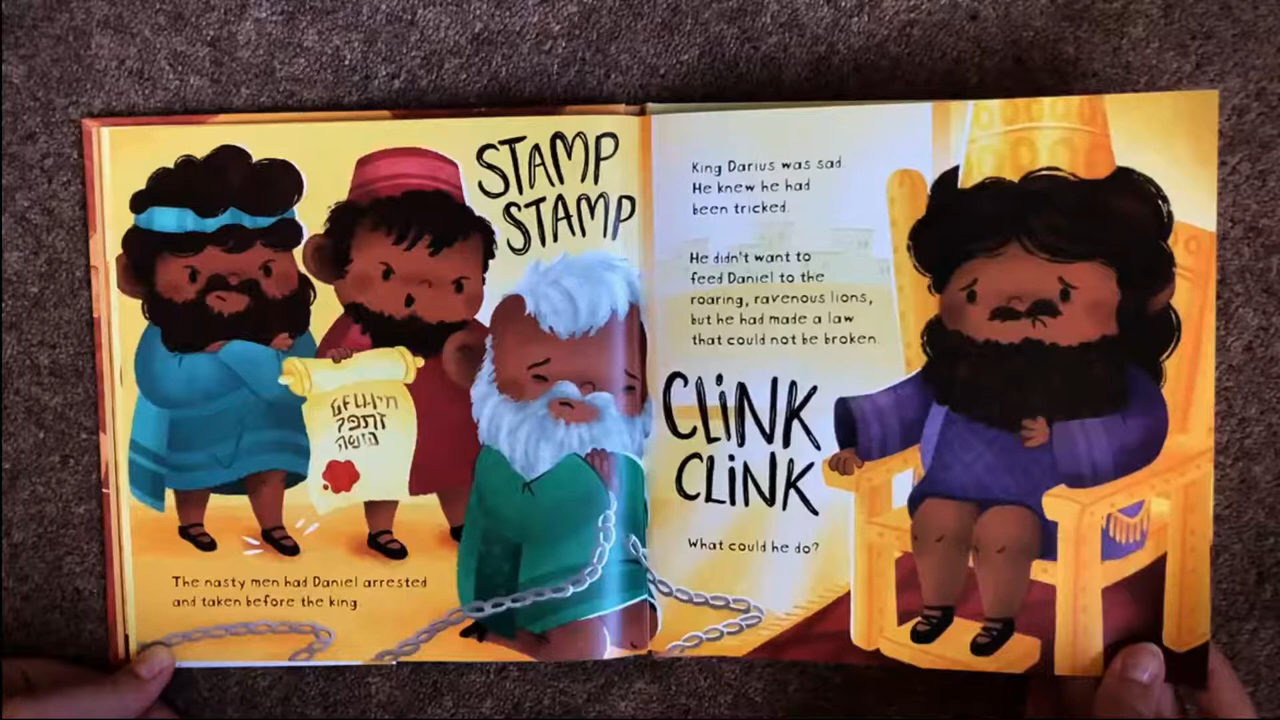 STAMP
STAMP
The nasty men had Daniel arrested
and taken before the king.
King Darius was sad.
He knew he had
been tricked.
He didn't want to
feed Daniel to the
roaring, ravenous lions,
but he had made a law
that could not be broken.
CLiNK
CLiNK
What could he do?